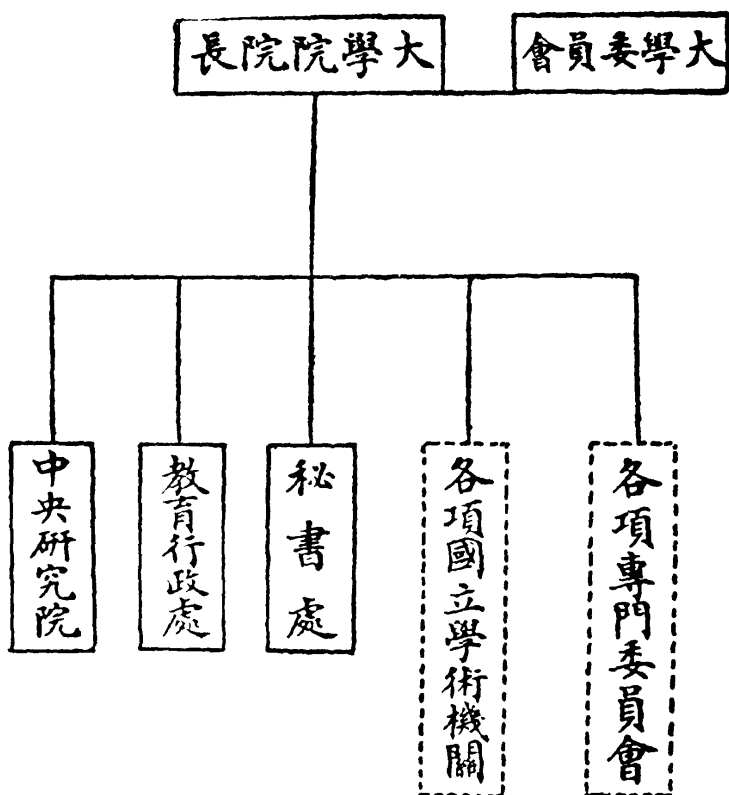 大學委員會
大學院院長
各項專門委員會
各項國立學術機關
秘書處
教育行政處
中央研究院